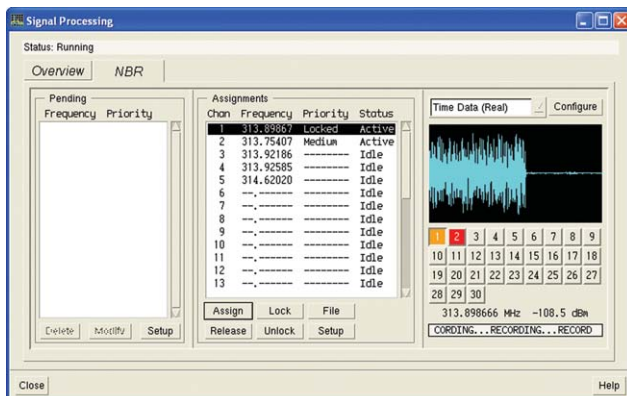 Signal Processing
Status: Running
Overview NBR
Pending
Frequency Priority
Delete Modify Setup
Assignments
Chan Frequency Priority Status
1 313.89867 Locked Active
2 313.75407 Medium Active
3 313.92186 -------- Idle
4 313.92585 -------- Idle
5 314.62020 -------- Idle
6 --.------ -------- Idle
7 --.------ -------- Idle
8 --.------ -------- Idle
9 --.------ -------- Idle
10 --.------ -------- Idle
11 --.------ -------- Idle
12 --.------ -------- Idle
13 --.------ -------- Idle
Assign Lock File
Release Unlock Setup
Time Data (Real) Configure
1 2 3 4 5 6 7 8 9
10 11 12 13 14 15 16 17 18
19 20 21 22 23 24 25 26 27
28 29 30
313.898666 MHz -108.5 dBm
CORDING...RECORDING...RECORD
Close Help